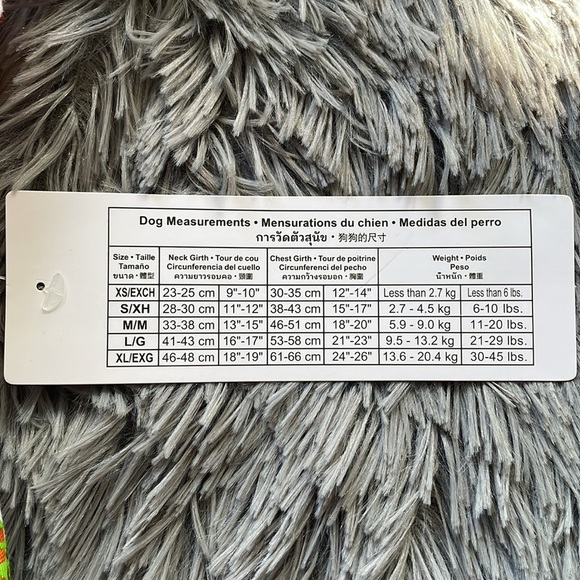 Dog Measurements • Mensurations du chien • Medidas del perro
การวัดตัวสุนัข • 狗狗的尺寸
Size • Taille Neck Girth • Tour de cou Chest Girth • Tour de poitrine Weight • Poids
Tamaño Circunferencia del cuello Circunferencia del pecho Peso
ขนาด • 體型 ความยาวรอบคอ • 頸圍 ความกว้างรอบอก • 胸圍 น้ำหนัก • 體重
XS/EXCH 23-25 cm 9"-10" 30-35 cm 12"-14" Less than 2.7 kg Less than 6 lbs.
S/XH 28-30 cm 11"-12" 38-43 cm 15"-17" 2.7 - 4.5 kg 6-10 lbs.
M/M 33-38 cm 13"-15" 46-51 cm 18"-20" 5.9 - 9.0 kg 11-20 lbs.
L/G 41-43 cm 16"-17" 53-58 cm 21"-23" 9.5 - 13.2 kg 21-29 lbs.
XL/EXG 46-48 cm 18"-19" 61-66 cm 24"-26" 13.6 - 20.4 kg 30-45 lbs.